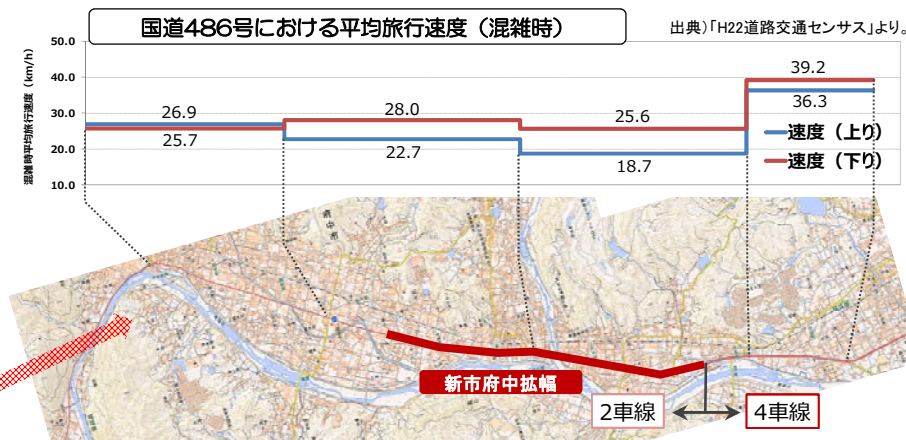 国道486号における平均旅行速度（混雑時）
出典）「H22道路交通センサス」より。
混雑時平均旅行速度（km/h）
50.0
40.0
30.0
20.0
10.0
26.9
25.7
28.0
22.7
25.6
18.7
39.2
36.3
速度（上り）
速度（下り）
府中市
新市府中拡幅
2車線
4車線